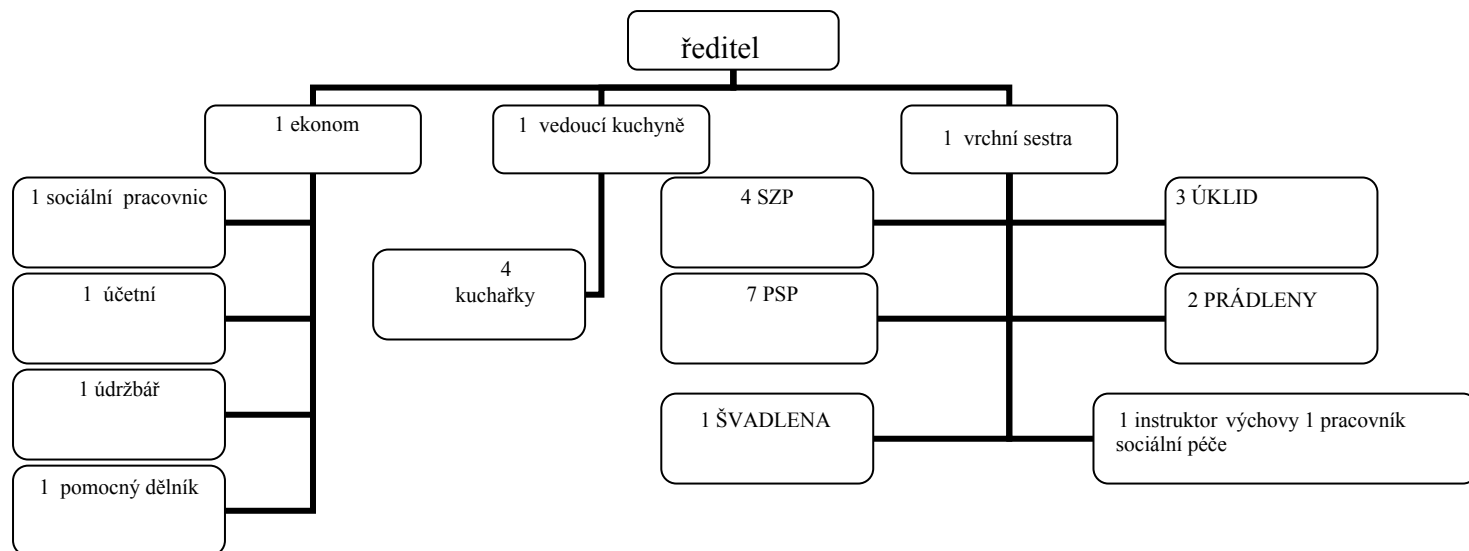 ředitel
1 ekonom
1 vedoucí kuchyně
1 vrchní sestra
1 sociální pracovnic
4 SZP
3 ÚKLID
4
kuchařky
1 účetní
7 PSP
2 PRÁDLENY
1 údržbář
1 ŠVADLENA
1 instruktor výchovy 1 pracovník
sociální péče
1 pomocný dělník